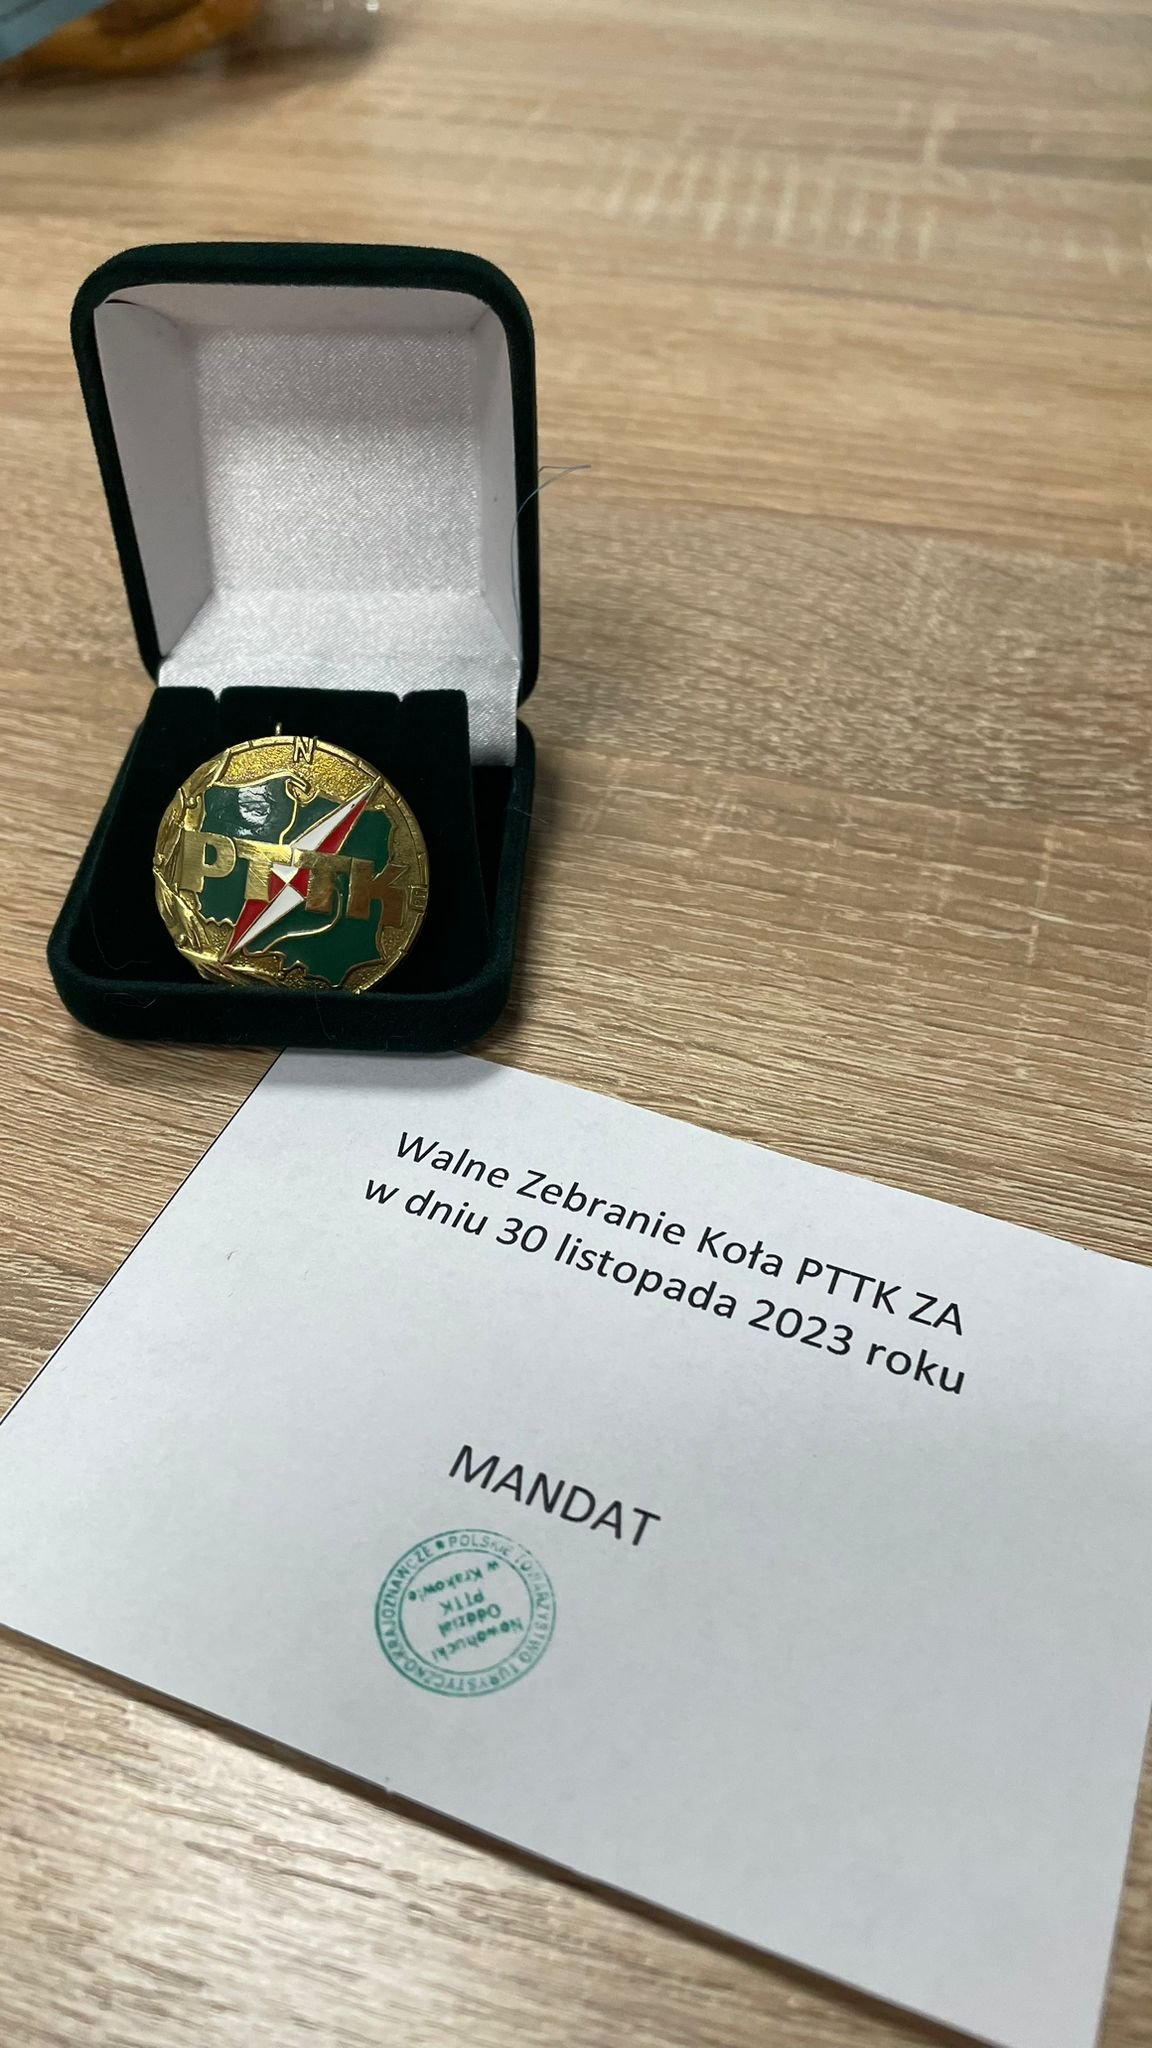 N
PTTK
E
Walne Zebranie Koła PTTK ZA
w dniu 30 listopada 2023 roku
MANDAT
POLSKIE TOWARZYSTWO TURYSTYCZNO-KRAJOZNAWCZE
Nowohucki
Oddział
PTTK
w Krakowie